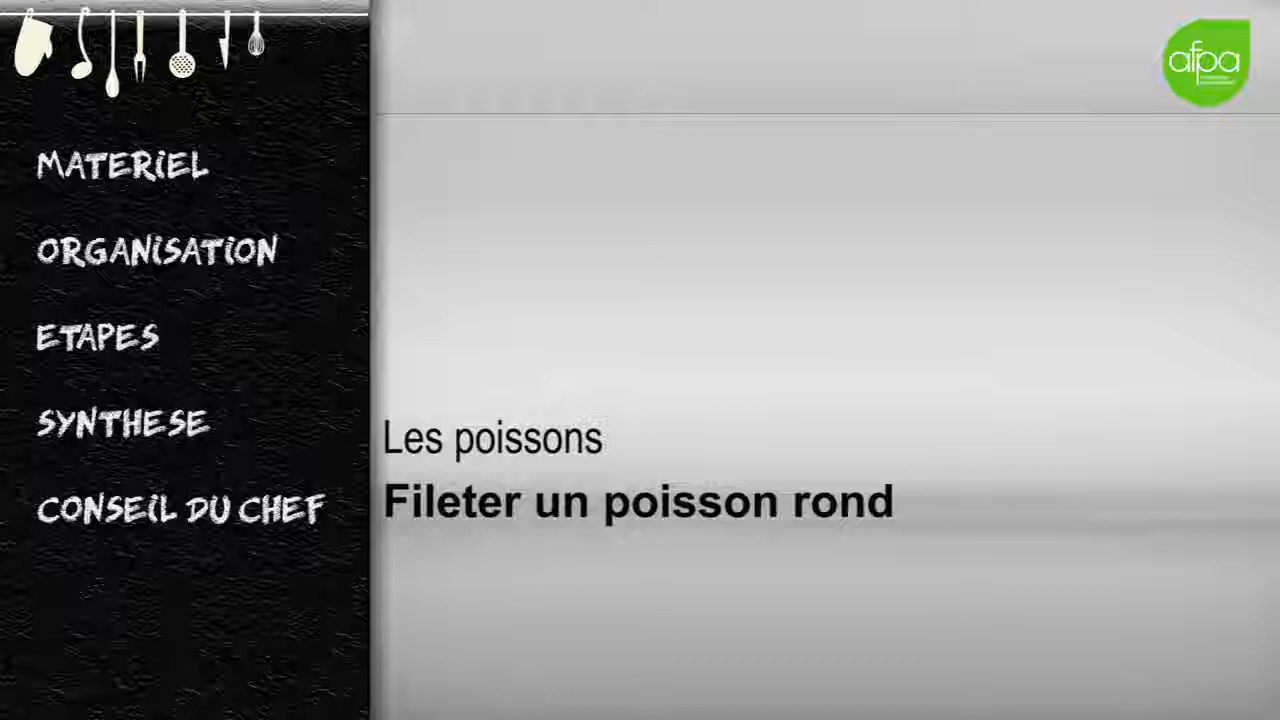 afpa
MATERIEL
ORGANISATION
ETAPES
SYNTHESE
CONSEIL DU CHEF
Les poissons
Fileter un poisson rond